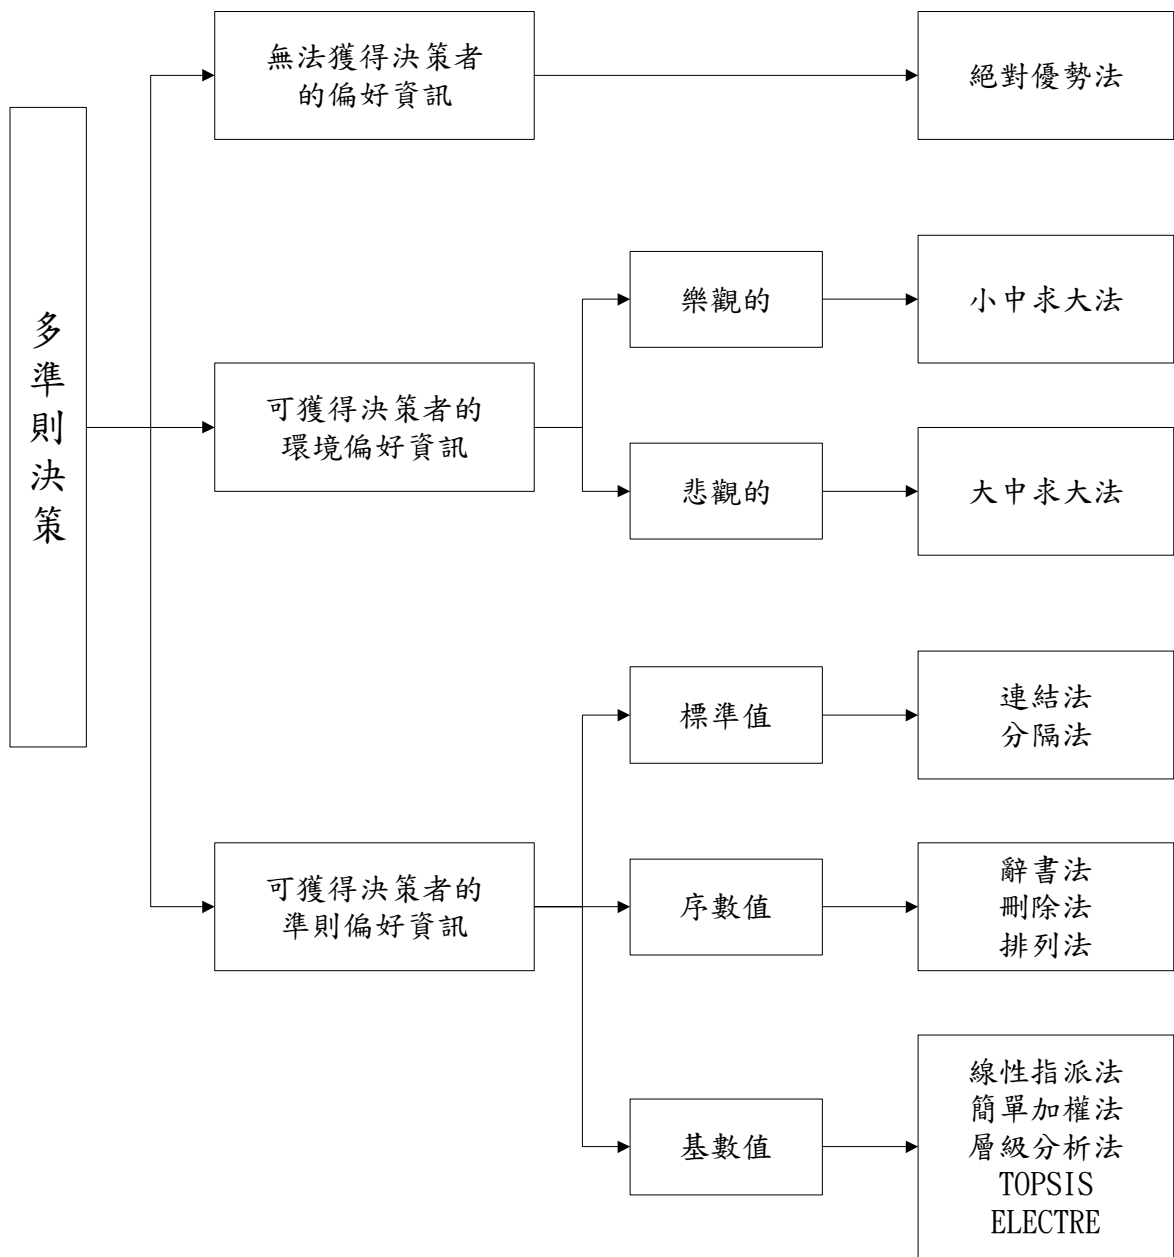 多準則決策
無法獲得決策者
的偏好資訊
絕對優勢法
可獲得決策者的
環境偏好資訊
樂觀的
小中求大法
悲觀的
大中求大法
可獲得決策者的
準則偏好資訊
標準值
連結法
分隔法
序數值
辭書法
刪除法
排列法
基數值
線性指派法
簡單加權法
層級分析法
TOPSIS
ELECTRE